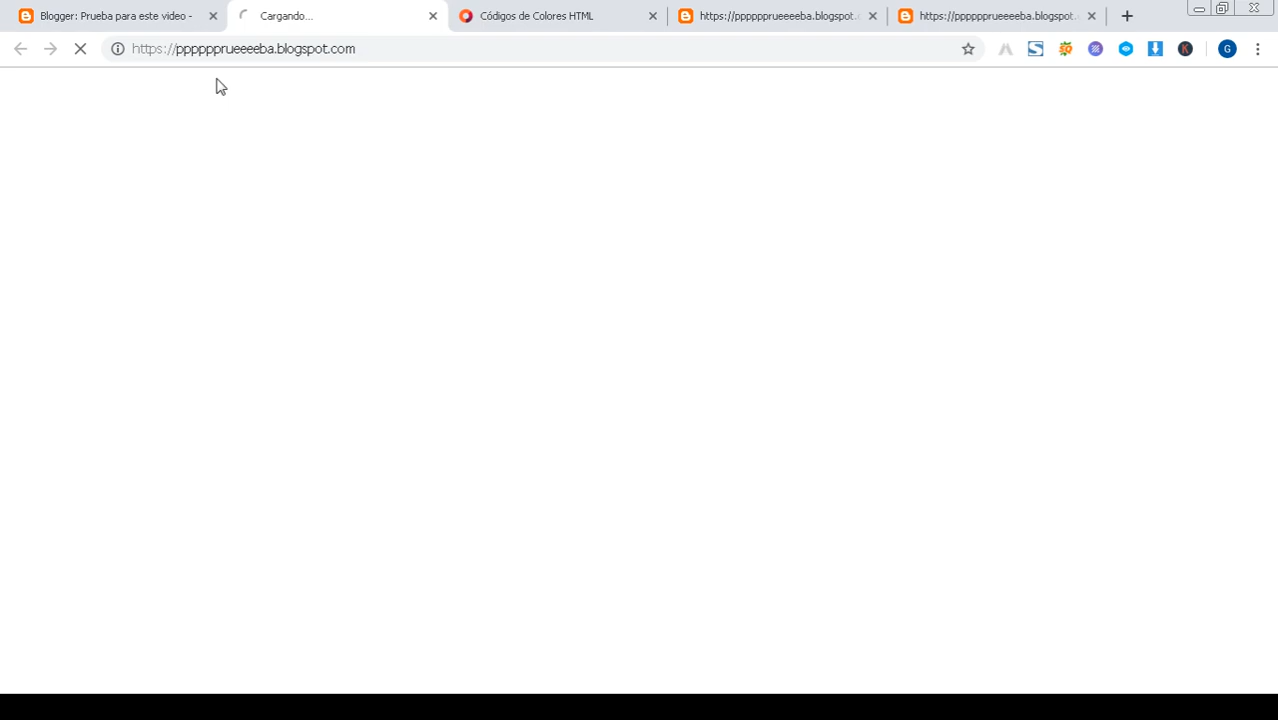 Blogger: Prueba para este video -
Cargando...
Códigos de Colores HTML
https://ppppppprueeeeba.blogspot.
https://ppppppprueeeeba.blogspot.
https://ppppppprueeeeba.blogspot.com
G